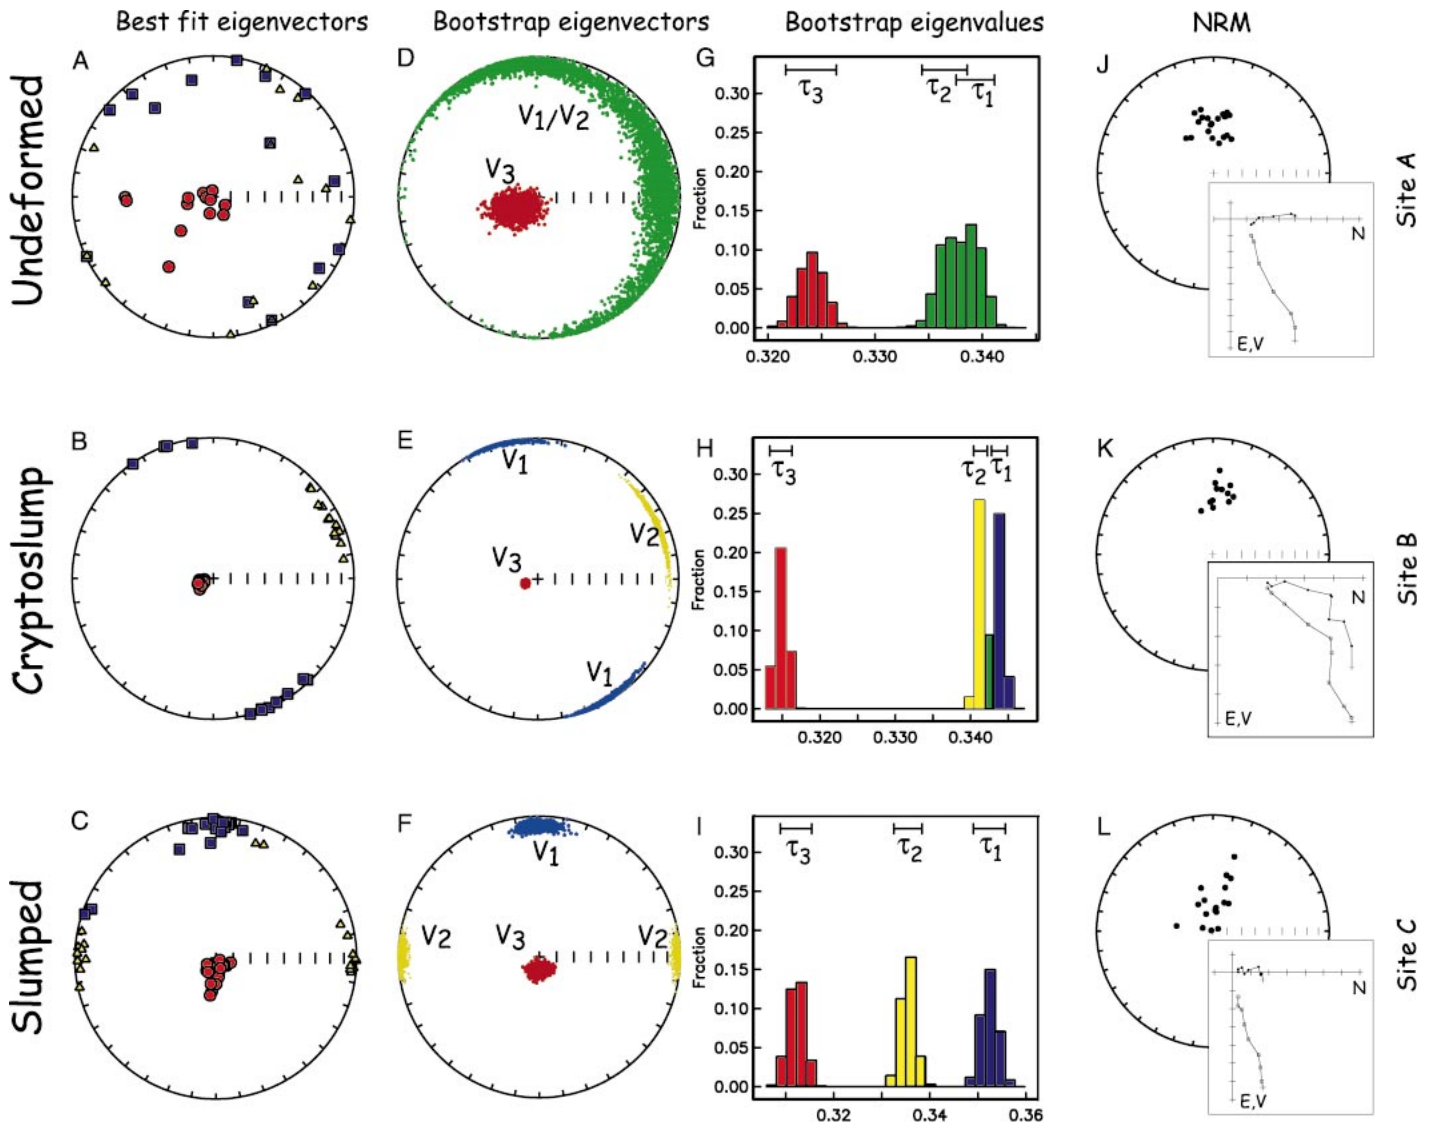 Best fit eigenvectors Bootstrap eigenvectors Bootstrap eigenvalues NRM
Undeformed
A
D
V1/V2
V3
G
τ3
τ2
τ1
Fraction
0.30
0.25
0.20
0.15
0.10
0.05
0.00
0.320 0.330 0.340
J
N
E,V
Site A
Cryptoslump
B
E
V1
V2
V3
V1
H
τ3
τ2
τ1
Fraction
0.30
0.25
0.20
0.15
0.10
0.05
0.00
0.320 0.330 0.340
K
N
E,V
Site B
Slumped
C
F
V1
V2
V3
V2
I
τ3
τ2
τ1
Fraction
0.30
0.25
0.20
0.15
0.10
0.05
0.00
0.32 0.34 0.36
L
N
E,V
Site C